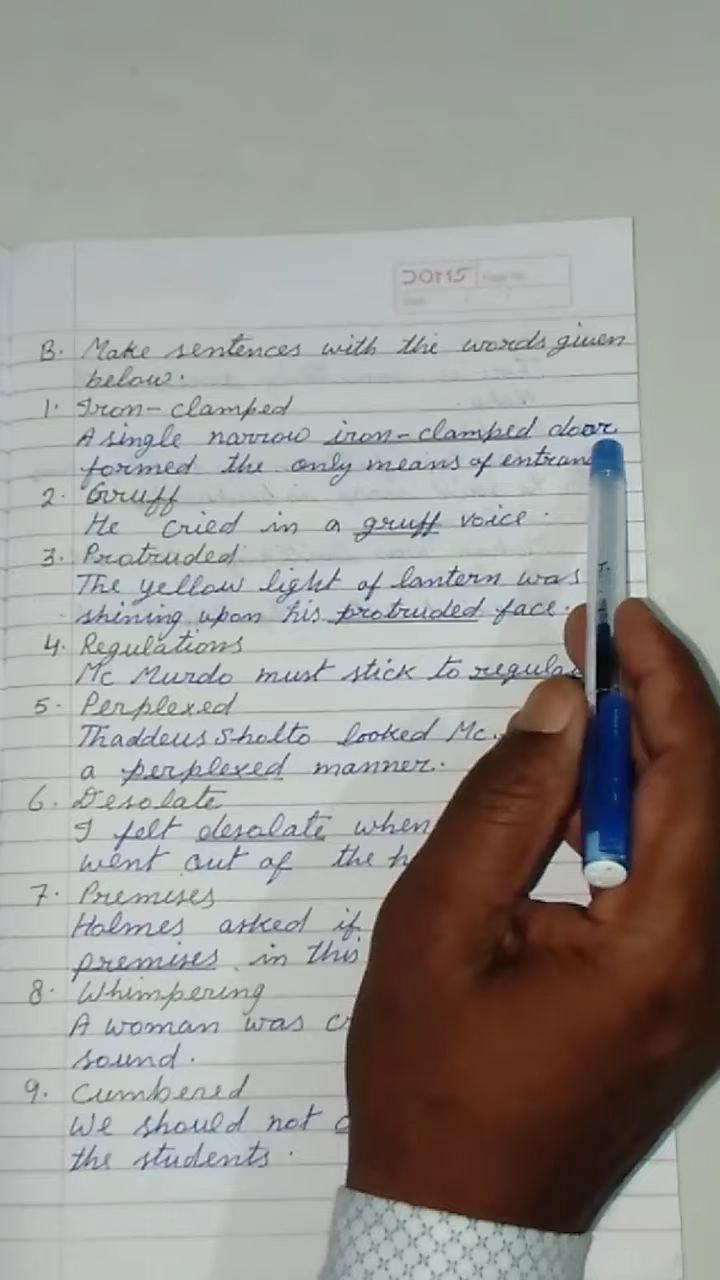 DOMS Page No.
Date / /
B. Make sentences with the words given
below.
1. Iron-clamped
A single narrow iron-clamped door
formed the only means of entran
2. Gruff
He cried in a gruff voice.
3. Protruded
The yellow light of lantern was
shining upon his protruded face.
4. Regulations
Mc Murdo must stick to regula
5. Perplexed
Thaddeus Sholto looked Mc.
a perplexed manner.
6. Desolate
I felt desolate when
went out of the h
7. Premises
Holmes asked if
premises in this
8. Whimpering
A woman was c
sound.
9. Cumbered
We should not c
the students.